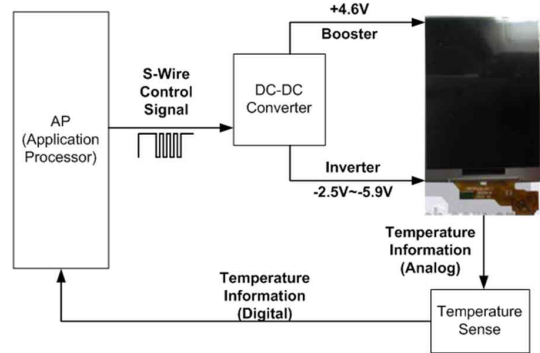 +4.6V
Booster
S-Wire
Control
Signal
DC-DC
Converter
AP
(Application
Processor)
Inverter
-2.5V~-5.9V
Temperature
Information
(Analog)
Temperature
Information
(Digital)
Temperature
Sense